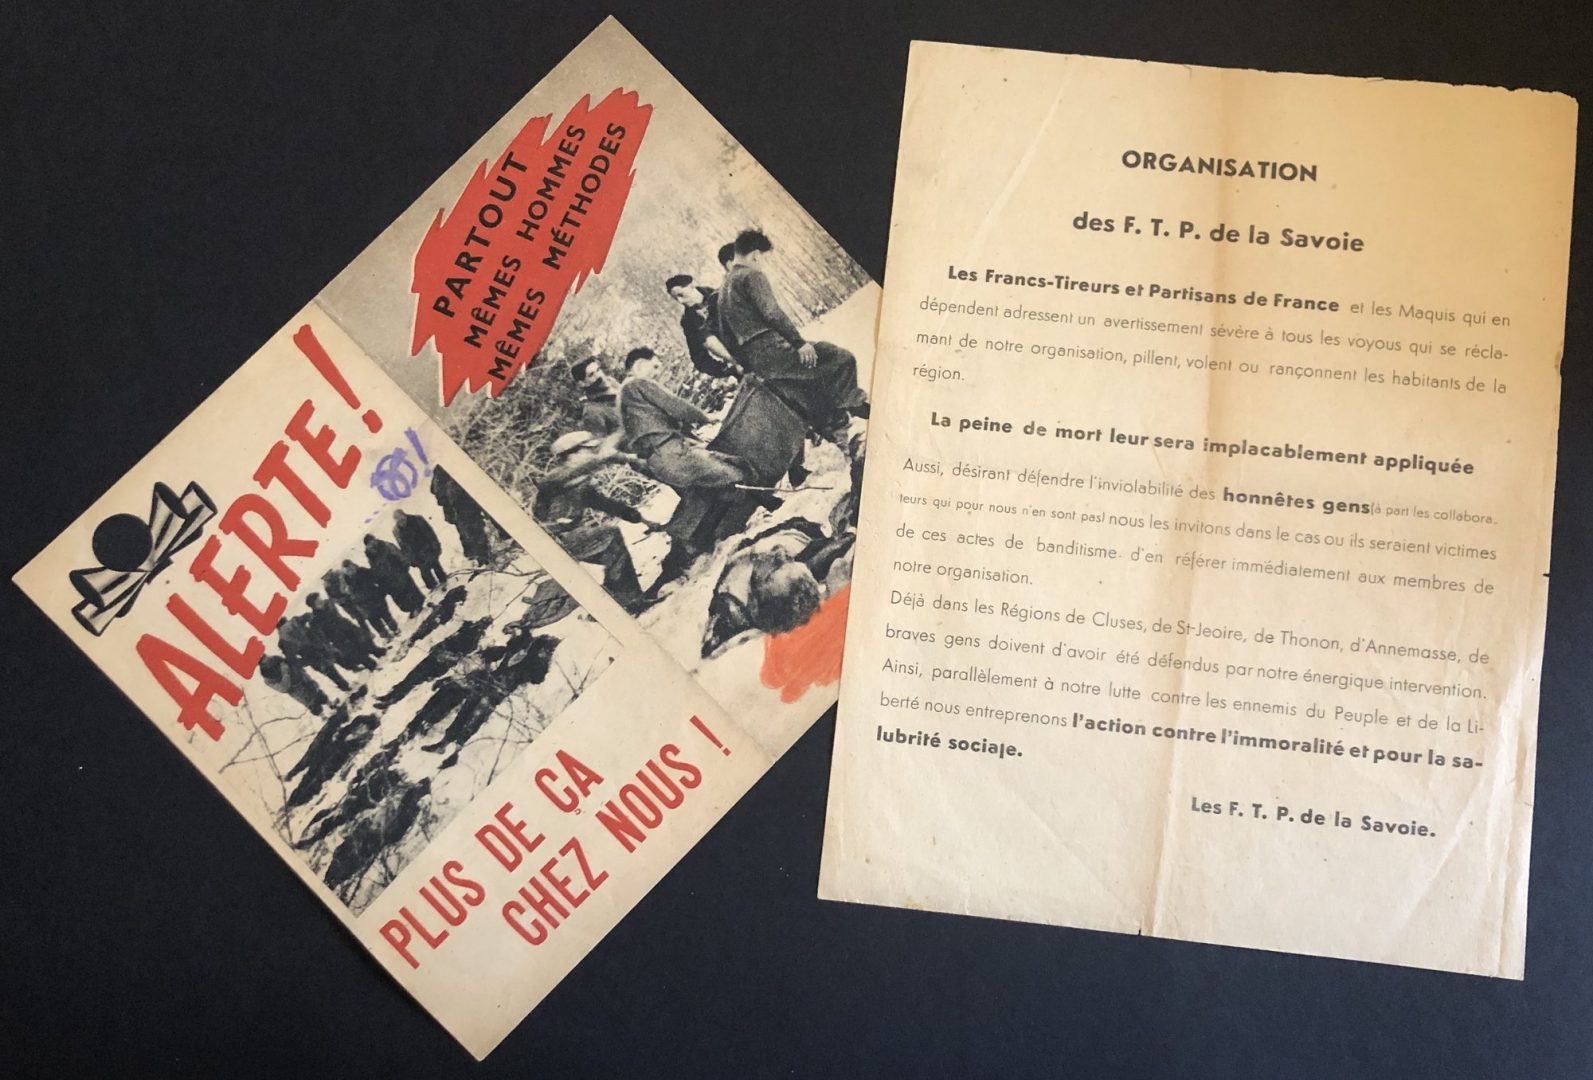 ALERTE!
PLUS DE ÇA
CHEZ NOUS !
PARTOUT
MÊMES HOMMES
MÊMES MÉTHODES
ORGANISATION
des F. T. P. de la Savoie
Les Francs-Tireurs et Partisans de France et les Maquis qui en
dépendent adressent un avertissement sévère à tous les voyous qui se récla-
mant de notre organisation, pillent, volent ou rançonnent les habitants de la
région.
La peine de mort leur sera implacablement appliquée
Aussi, désirant défendre l'inviolabilité des honnêtes gens(à part les collabora-
teurs qui pour nous n'en sont pas) nous les invitons dans le cas ou ils seraient victimes
de ces actes de banditisme. d'en référer immédiatement aux membres de
notre organisation.
Déjà dans les Régions de Cluses, de St-Jeoire, de Thonon, d'Annemasse, de
braves gens doivent d'avoir été défendus par notre énergique intervention.
Ainsi, parallèlement à notre lutte contre les ennemis du Peuple et de la Li-
berté nous entreprenons l'action contre l'immoralité et pour la sa-
lubrité sociale.
Les F. T. P. de la Savoie.